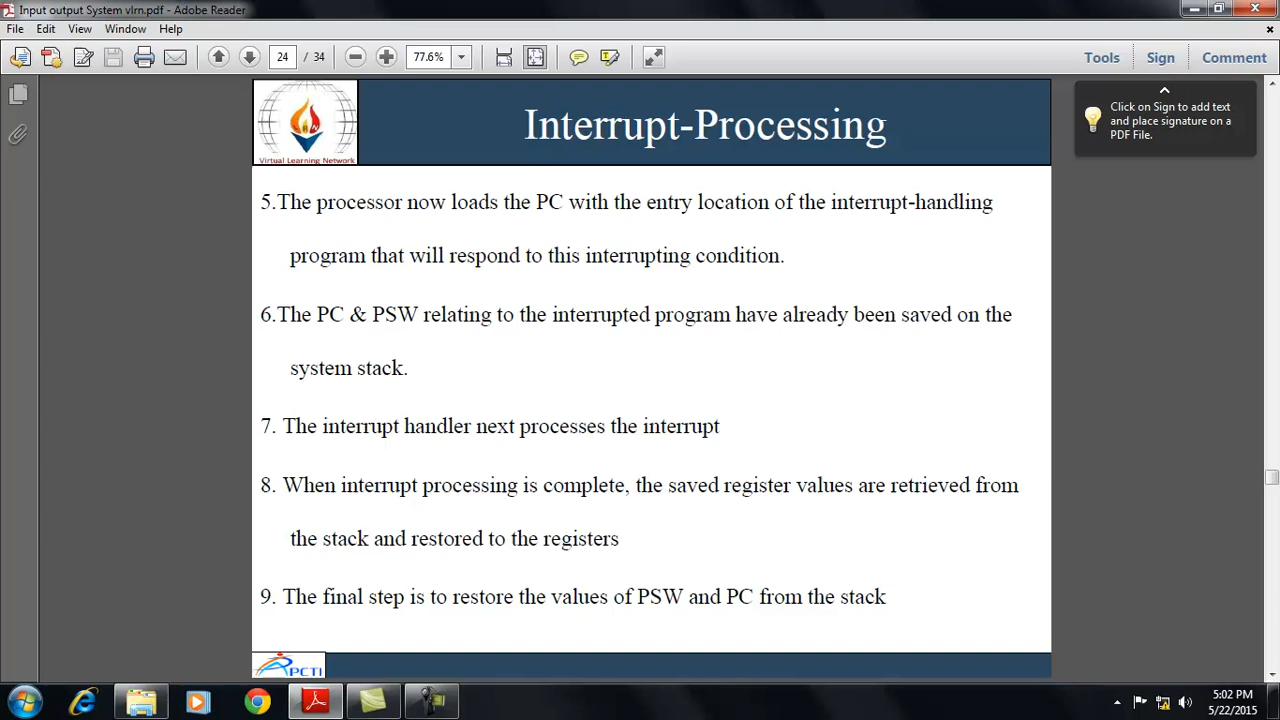 Input output System vlrn.pdf - Adobe Reader
File Edit View Window Help
24 / 34 77.6% Tools Sign Comment
Click on Sign to add text
and place signature on a
PDF File.
Virtual Learning Network
Interrupt-Processing
5.The processor now loads the PC with the entry location of the interrupt-handling
program that will respond to this interrupting condition.
6.The PC & PSW relating to the interrupted program have already been saved on the
system stack.
7. The interrupt handler next processes the interrupt
8. When interrupt processing is complete, the saved register values are retrieved from
the stack and restored to the registers
9. The final step is to restore the values of PSW and PC from the stack
PCTI
5:02 PM
5/22/2015